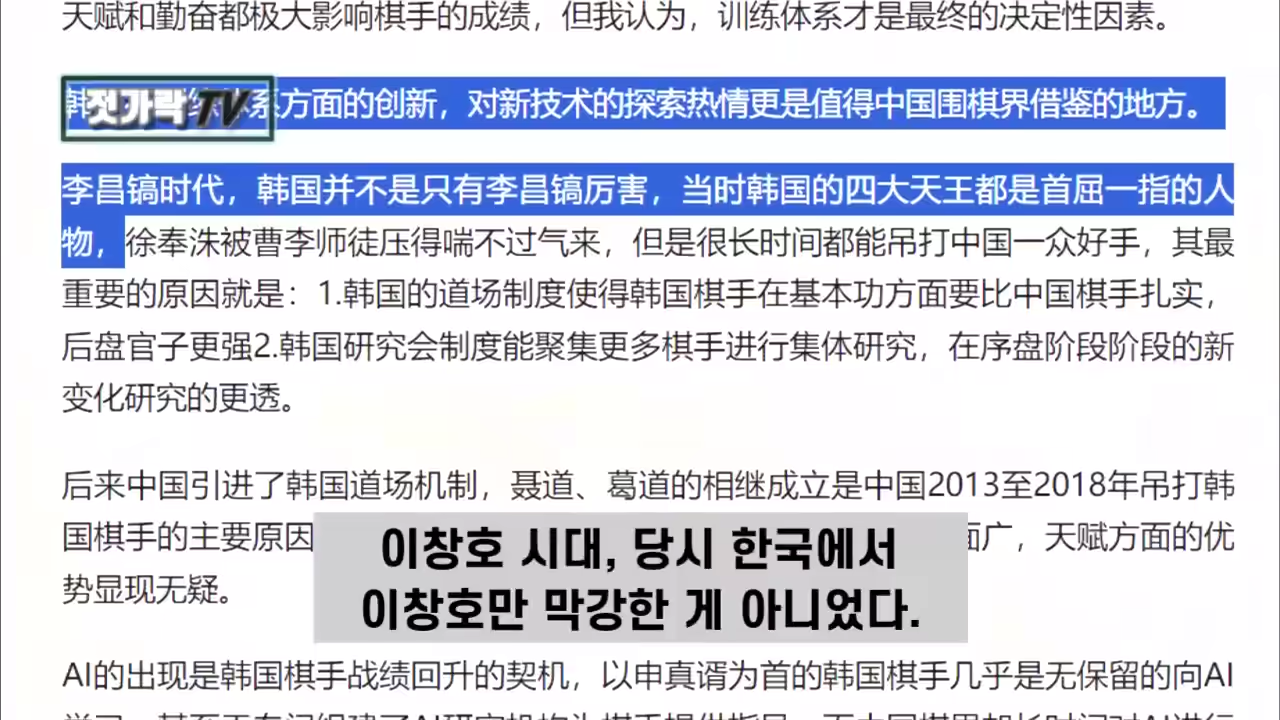 天赋和勤奋都极大影响棋手的成绩，但我认为，训练体系才是最终的决定性因素。
韩 系方面的创新，对新技术的探索热情更是值得中国围棋界借鉴的地方。
젓가락 TV
李昌镐时代，韩国并不是只有李昌镐厉害，当时韩国的四大天王都是首屈一指的人
物，徐奉洙被曹李师徒压得喘不过气来，但是很长时间都能吊打中国一众好手，其最
重要的原因就是：1.韩国的道场制度使得韩国棋手在基本功方面要比中国棋手扎实，
后盘官子更强2.韩国研究会制度能聚集更多棋手进行集体研究，在序盘阶段阶段的新
变化研究的更透。
后来中国引进了韩国道场机制，聂道、葛道的相继成立是中国2013至2018年吊打韩
国棋手的主要原因 面广，天赋方面的优
势显现无疑。
이창호 시대, 당시 한국에서
이창호만 막강한 게 아니었다.
AI的出现是韩国棋手战绩回升的契机，以申真谞为首的韩国棋手几乎是无保留的向AI